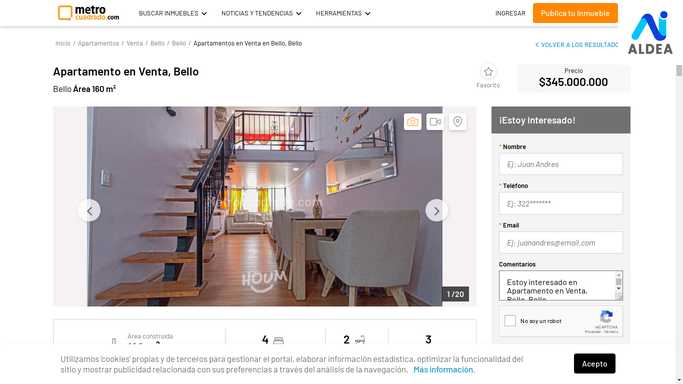 metro
cuadrado.com
BUSCAR INMUEBLES
NOTICIAS Y TENDENCIAS
HERRAMIENTAS
INGRESAR
Publica tu Inmueble
ALDEA
Inicio / Apartamentos / Venta / Bello / Bello / Apartamentos en Venta en Bello, Bello
< VOLVER A LOS RESULTADO
Apartamento en Venta, Bello
Bello Área 160 m²
Favorito
Precio
$345.000.000
HOUM
1 / 20
¡Estoy Interesado!
* Nombre
Ej: Juan Andres
* Teléfono
Ej: 322*******
* Email
Ej: juanandres@email.com
Comentarios
Estoy interesado en
Apartamento en Venta,
Bello, Bello
No soy un robot
reCAPTCHA
Privacidad - Términos
Área construida
4
2
3
Utilizamos 'cookies' propias y de terceros para gestionar el portal, elaborar información estadística, optimizar la funcionalidad del
sitio y mostrar publicidad relacionada con sus preferencias a través del análisis de la navegación. Más información.
Acepto